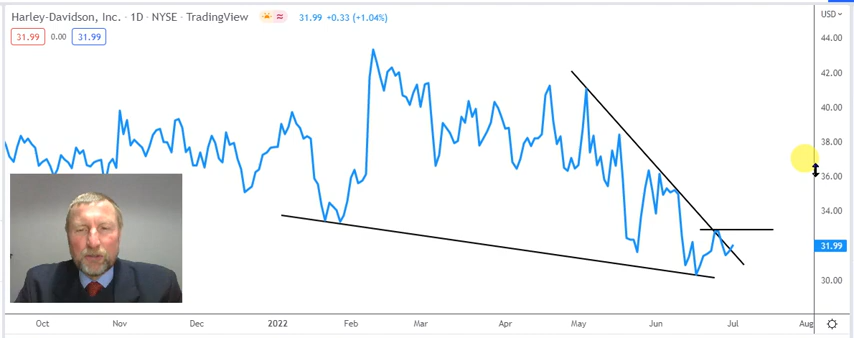 Harley-Davidson, Inc. · 1D · NYSE · TradingView 31.99 +0.33 (+1.04%) USD
31.99 0.00 31.99
44.00
42.00
40.00
38.00
36.00
34.00
31.99
30.00
Oct Nov Dec 2022 Feb Mar Apr May Jun Jul Aug